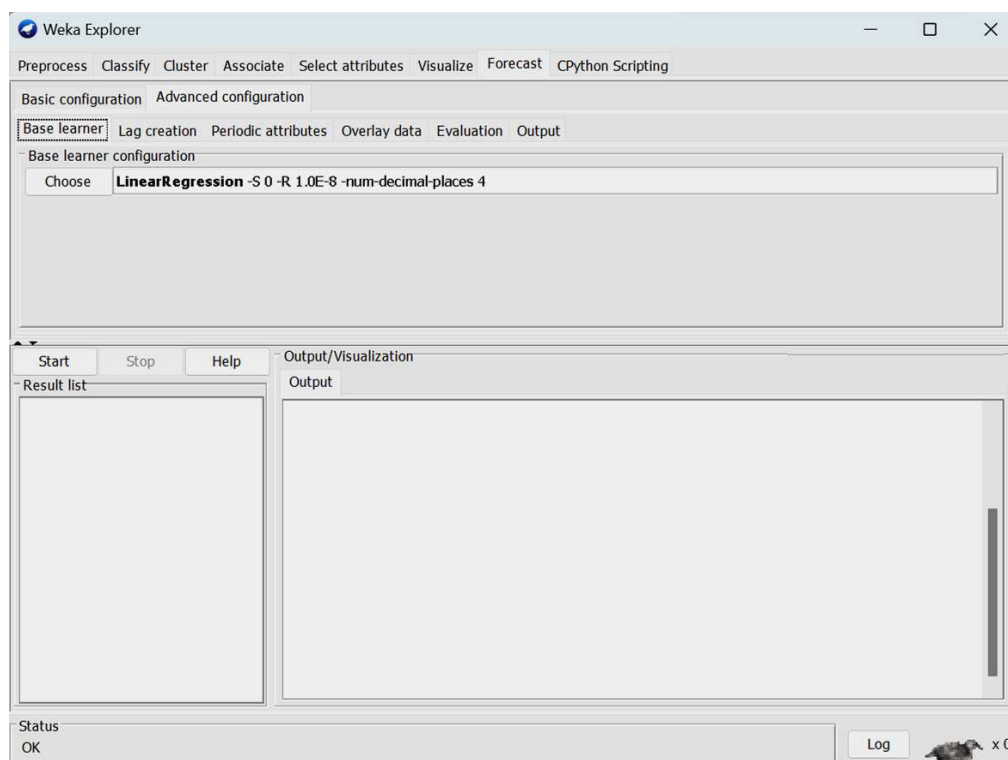 Weka Explorer
Preprocess Classify Cluster Associate Select attributes Visualize Forecast CPython Scripting
Basic configuration Advanced configuration
Base learner Lag creation Periodic attributes Overlay data Evaluation Output
Base learner configuration
Choose LinearRegression -S 0 -R 1.0E-8 -num-decimal-places 4
Start Stop Help
Output/Visualization
Result list
Output
Status
OK
Log x 0